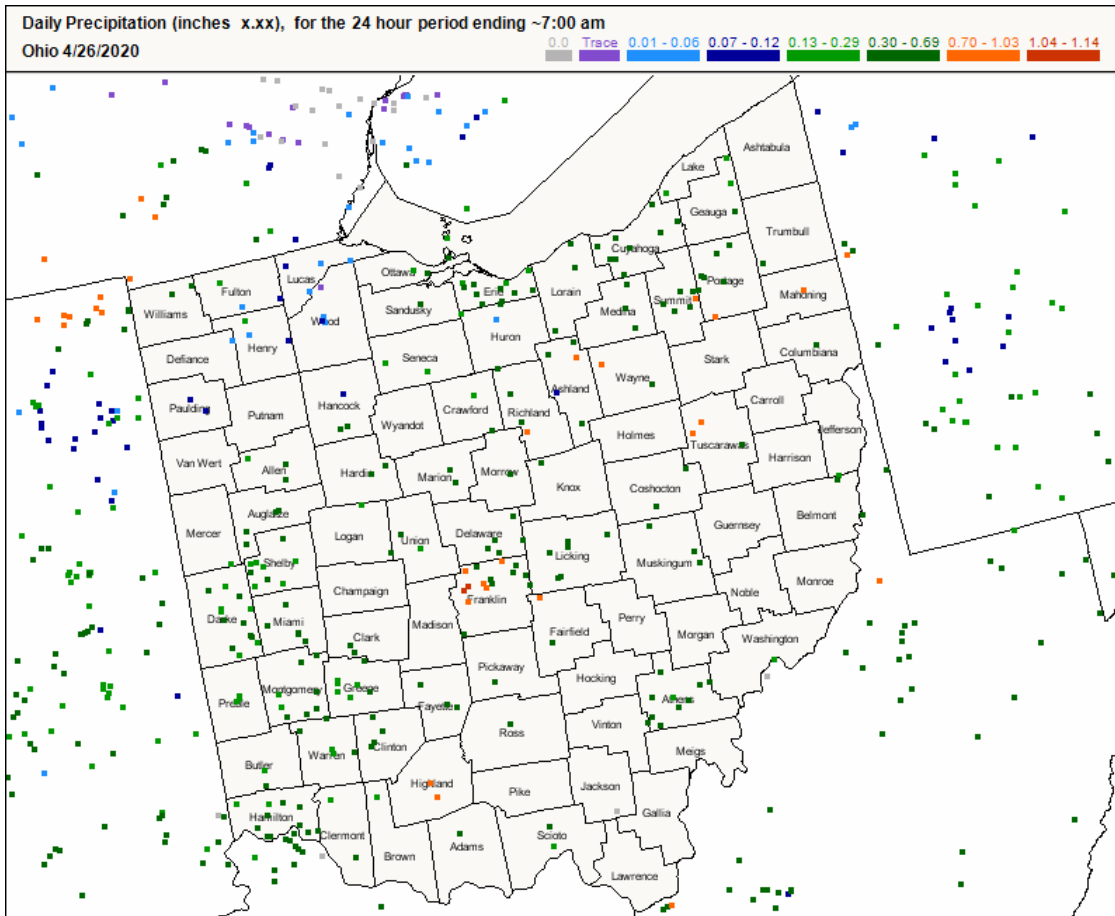 Daily Precipitation (inches x.xx), for the 24 hour period ending ~7:00 am
Ohio 4/26/2020
0.0 Trace 0.01 - 0.06 0.07 - 0.12 0.13 - 0.29 0.30 - 0.69 0.70 - 1.03 1.04 - 1.14
Ashtabula
Lake
Geauga
Trumbull
Cuyahoga
Lucas
Ottawa
Fulton
Erie
Lorain
Portage
Williams
Sandusky
Medina
Summit
Mahoning
Wood
Huron
Henry
Defiance
Seneca
Stark
Columbiana
Wayne
Ashland
Carroll
Paulding
Putnam
Hancock
Crawford
Richland
Wyandot
Holmes
Jefferson
Tuscarawas
Harrison
Van Wert
Allen
Hardin
Marion
Morrow
Knox
Coshocton
Auglaize
Belmont
Mercer
Logan
Union
Delaware
Guernsey
Licking
Shelby
Muskingum
Monroe
Champaign
Noble
Franklin
Darke
Miami
Madison
Perry
Fairfield
Morgan
Washington
Clark
Pickaway
Hocking
Montgomery
Greene
Preble
Fayette
Athens
Ross
Vinton
Warren
Clinton
Meigs
Butler
Highland
Pike
Jackson
Gallia
Hamilton
Clermont
Scioto
Adams
Brown
Lawrence